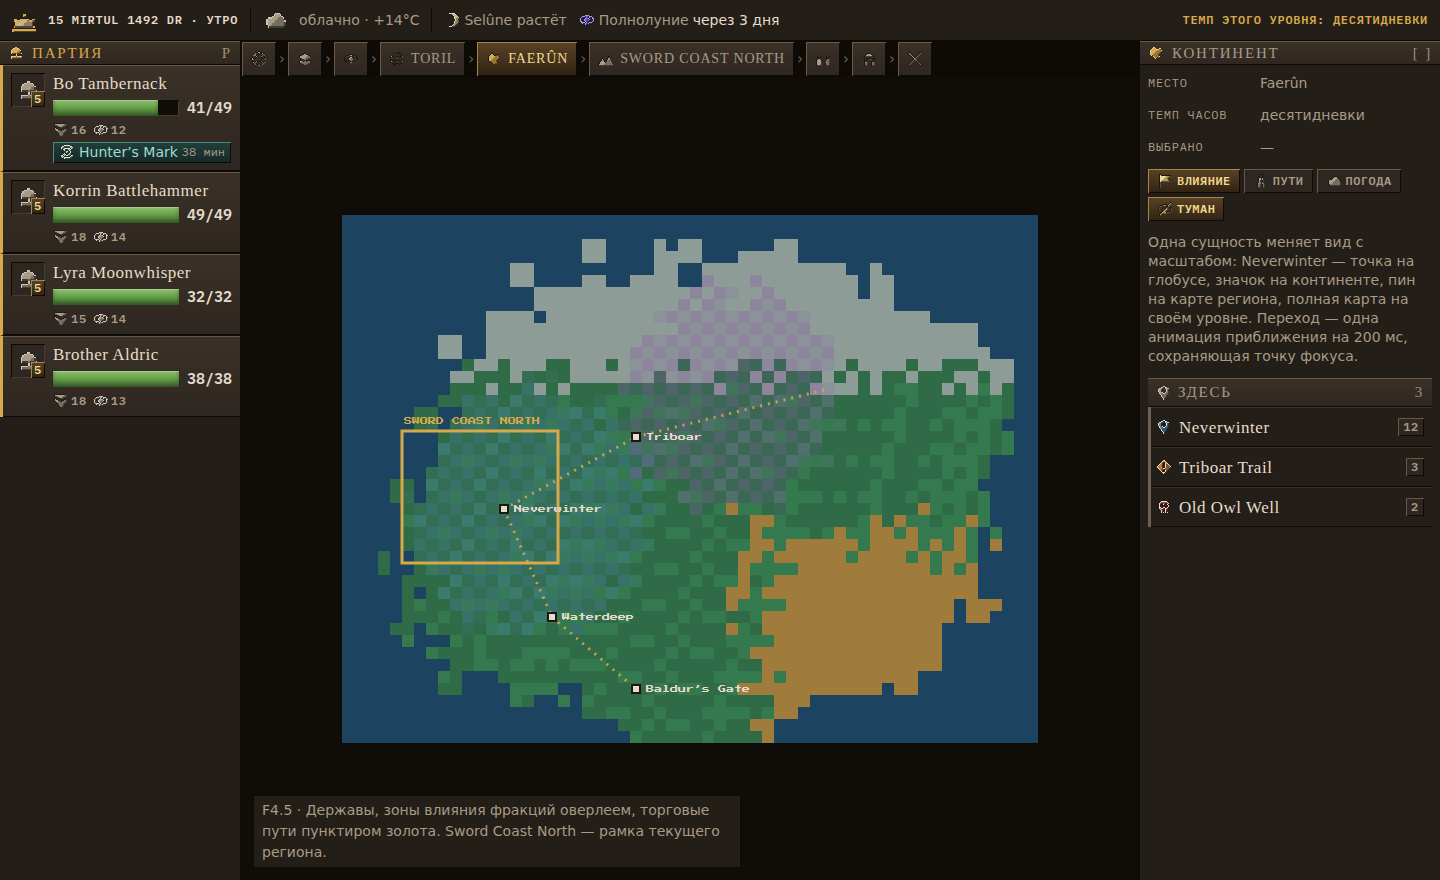 15 MIRTUL 1492 DR · УТРО
облачно · +14°C
Selûne растёт
Полнолуние через 3 дня
ТЕМП ЭТОГО УРОВНЯ: ДЕСЯТИДНЕВКИ
ПАРТИЯ P
Bo Tambernack
5
41/49
16 12
Hunter's Mark 38 мин
Korrin Battlehammer
5
49/49
18 14
Lyra Moonwhisper
5
32/32
15 14
Brother Aldric
5
38/38
18 13
TORIL › FAERÛN › SWORD COAST NORTH
SWORD COAST NORTH
Triboar
Neverwinter
Waterdeep
Baldur's Gate
F4.5 · Державы, зоны влияния фракций оверлеем, торговые
пути пунктиром золота. Sword Coast North — рамка текущего
региона.
КОНТИНЕНТ [ ]
МЕСТО Faerûn
ТЕМП ЧАСОВ десятидневки
ВЫБРАНО —
ВЛИЯНИЕ ПУТИ ПОГОДА
ТУМАН
Одна сущность меняет вид с
масштабом: Neverwinter — точка на
глобусе, значок на континенте, пин
на карте региона, полная карта на
своём уровне. Переход — одна
анимация приближения на 200 мс,
сохраняющая точку фокуса.
ЗДЕСЬ 3
Neverwinter 12
Triboar Trail 3
Old Owl Well 2